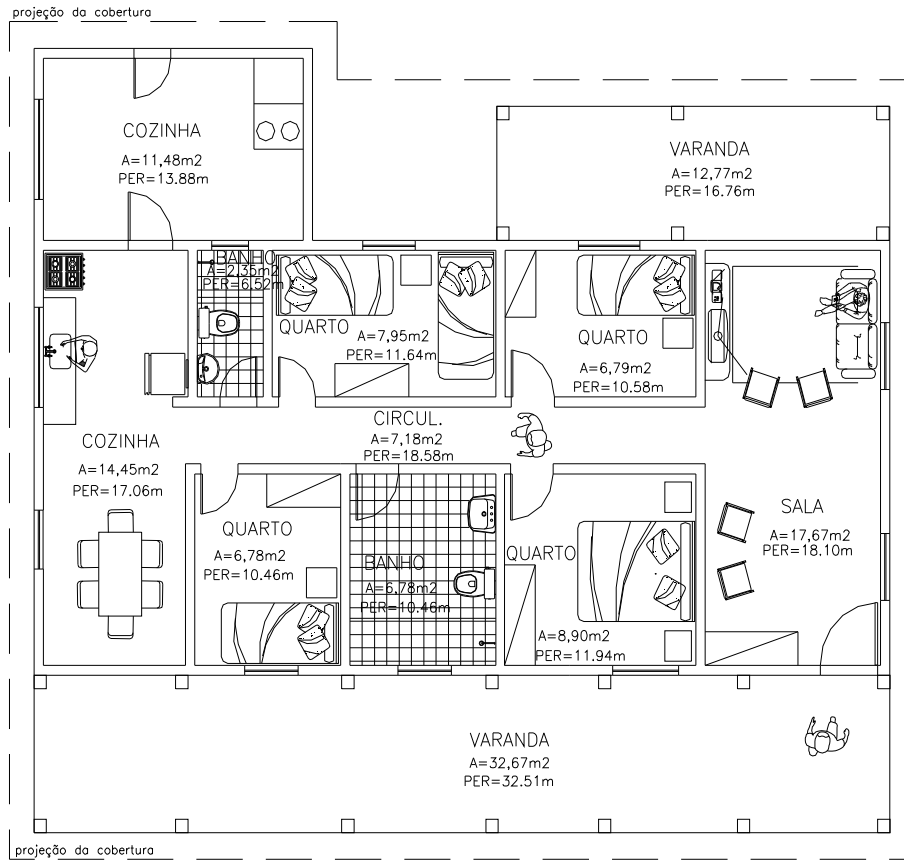 projeção da cobertura
COZINHA
A=11,48m2
PER=13.88m
VARANDA
A=12,77m2
PER=16.76m
BANHO
A=2,35m2
PER=6.52m
QUARTO
A=7,95m2
PER=11.64m
QUARTO
A=6,79m2
PER=10.58m
CIRCUL.
A=7,18m2
PER=18.58m
COZINHA
A=14,45m2
PER=17.06m
SALA
A=17,67m2
PER=18.10m
QUARTO
A=6,78m2
PER=10.46m
BANHO
A=6,78m2
PER=10.46m
QUARTO
A=8,90m2
PER=11.94m
VARANDA
A=32,67m2
PER=32.51m
projeção da cobertura